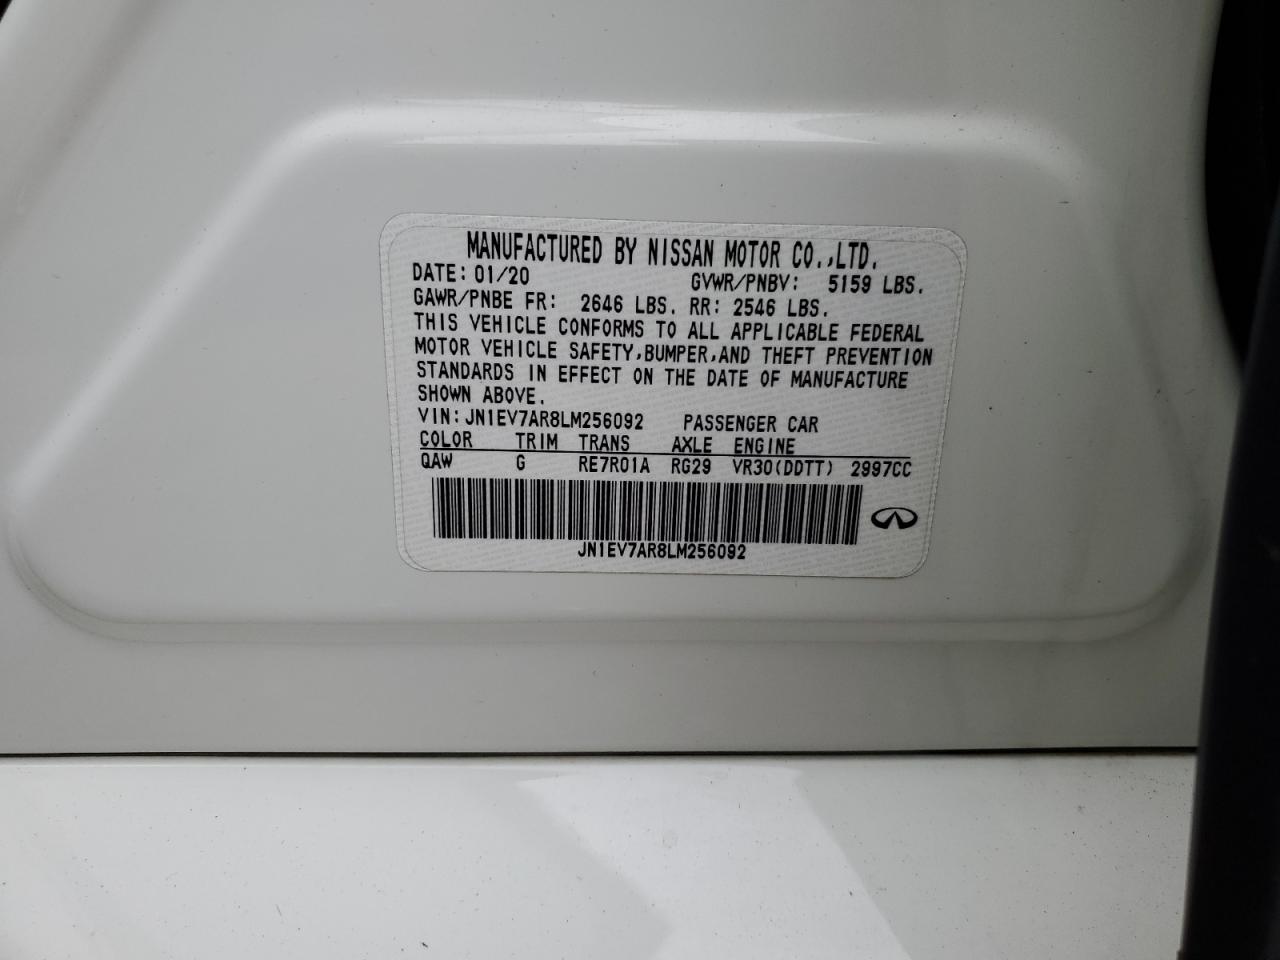 MANUFACTURED BY NISSAN MOTOR CO.,LTD.
DATE: 01/20 GVWR/PNBV: 5159 LBS.
GAWR/PNBE FR: 2646 LBS. RR: 2546 LBS.
THIS VEHICLE CONFORMS TO ALL APPLICABLE FEDERAL
MOTOR VEHICLE SAFETY,BUMPER,AND THEFT PREVENTION
STANDARDS IN EFFECT ON THE DATE OF MANUFACTURE
SHOWN ABOVE.
VIN:JN1EV7AR8LM256092 PASSENGER CAR
COLOR TRIM TRANS AXLE ENGINE
QAW G RE7R01A RG29 VR30(DDTT) 2997CC
JN1EV7AR8LM256092